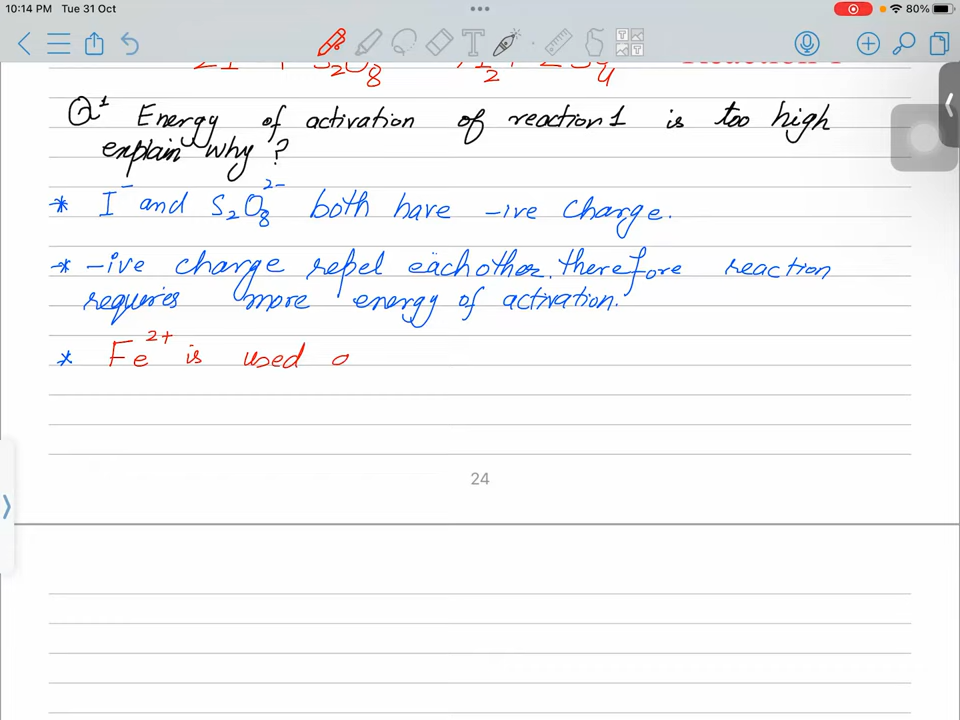 10:14 PM Tue 31 Oct
80%
Q1 Energy of activation of reaction 1 is too high
explain why ?
* I⁻ and S₂O₈²⁻ both have -ive charge.
* -ive charge repel eachother. therefore reaction
requries more energy of activation.
* Fe²⁺ is used
24